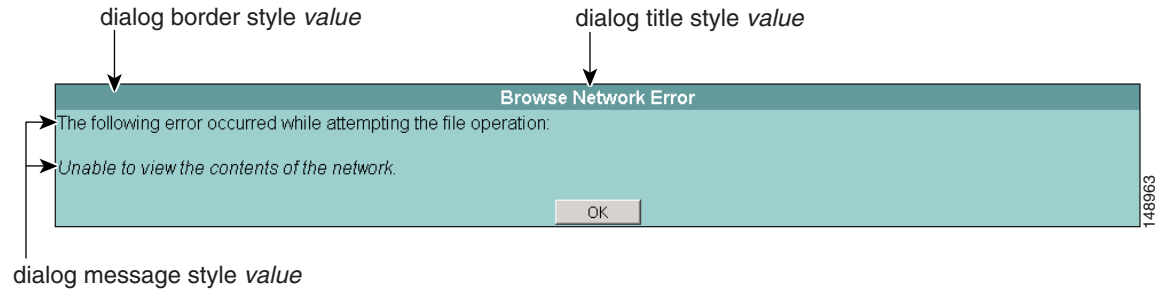 dialog border style value
dialog title style value
Browse Network Error
The following error occurred while attempting the file operation:
Unable to view the contents of the network.
OK
148963
dialog message style value